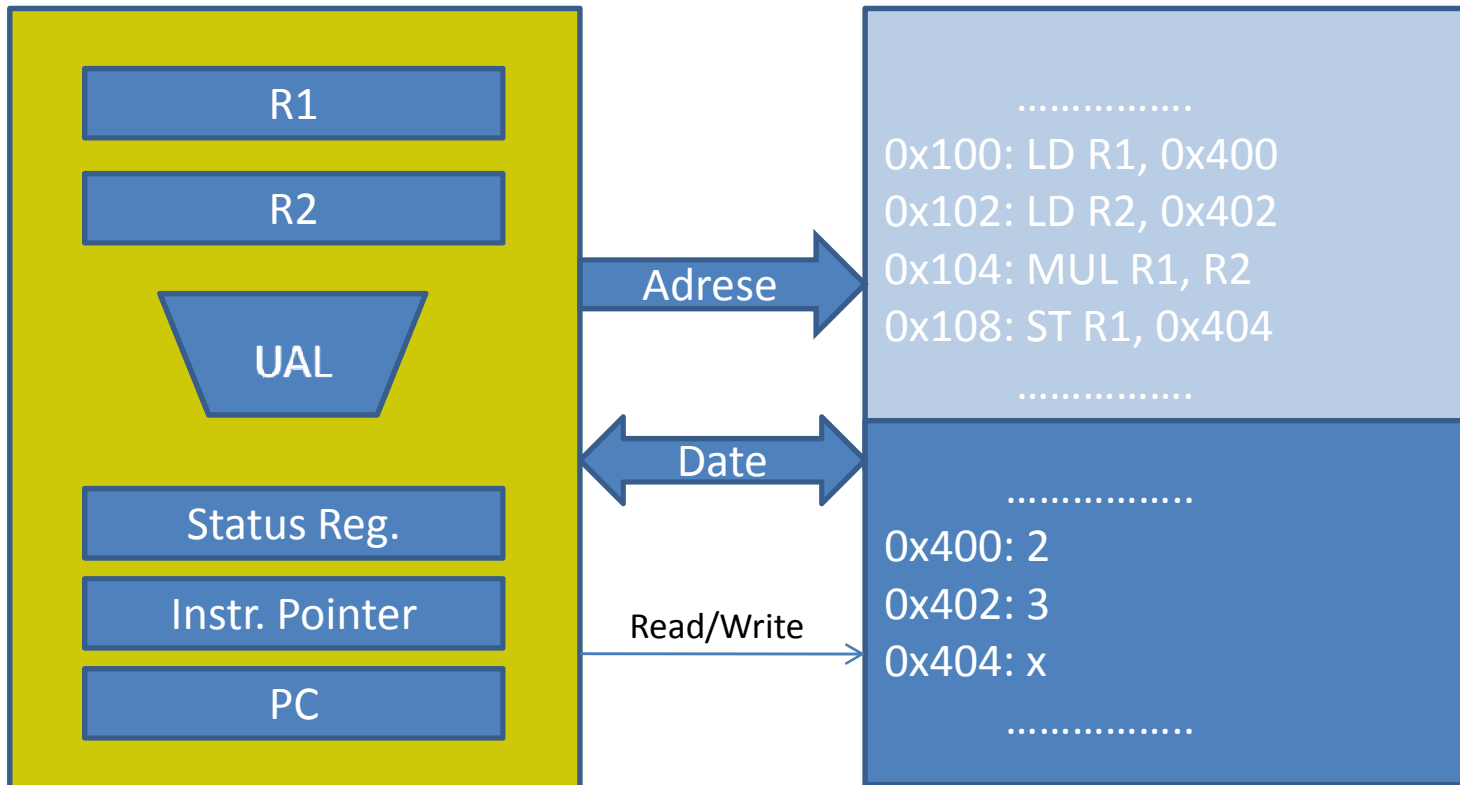 R1
R2
UAL
Status Reg.
Instr. Pointer
PC
Adrese
Date
Read/Write
................
0x100: LD R1, 0x400
0x102: LD R2, 0x402
0x104: MUL R1, R2
0x108: ST R1, 0x404
................
.................
0x400: 2
0x402: 3
0x404: x
.................